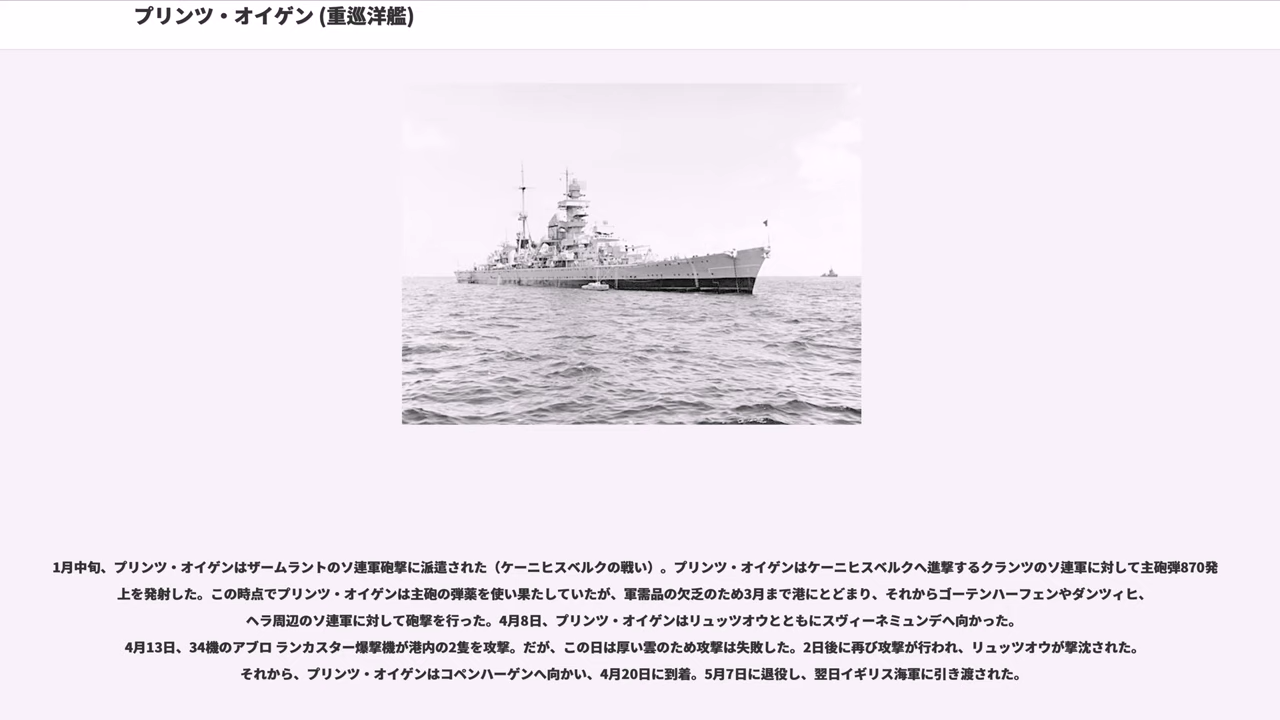 プリンツ・オイゲン (重巡洋艦)
1月中旬、プリンツ・オイゲンはザームラントのソ連軍砲撃に派遣された（ケーニヒスベルクの戦い）。プリンツ・オイゲンはケーニヒスベルクへ進撃するクランツのソ連軍に対して主砲弾870発
上を発射した。この時点でプリンツ・オイゲンは主砲の弾薬を使い果たしていたが、軍需品の欠乏のため3月まで港にとどまり、それからゴーテンハーフェンやダンツィヒ、
ヘラ周辺のソ連軍に対して砲撃を行った。4月8日、プリンツ・オイゲンはリュッツオウとともにスヴィーネミュンデへ向かった。
4月13日、34機のアブロ ランカスター爆撃機が港内の2隻を攻撃。だが、この日は厚い雲のため攻撃は失敗した。2日後に再び攻撃が行われ、リュッツオウが撃沈された。
それから、プリンツ・オイゲンはコペンハーゲンへ向かい、4月20日に到着。5月7日に退役し、翌日イギリス海軍に引き渡された。